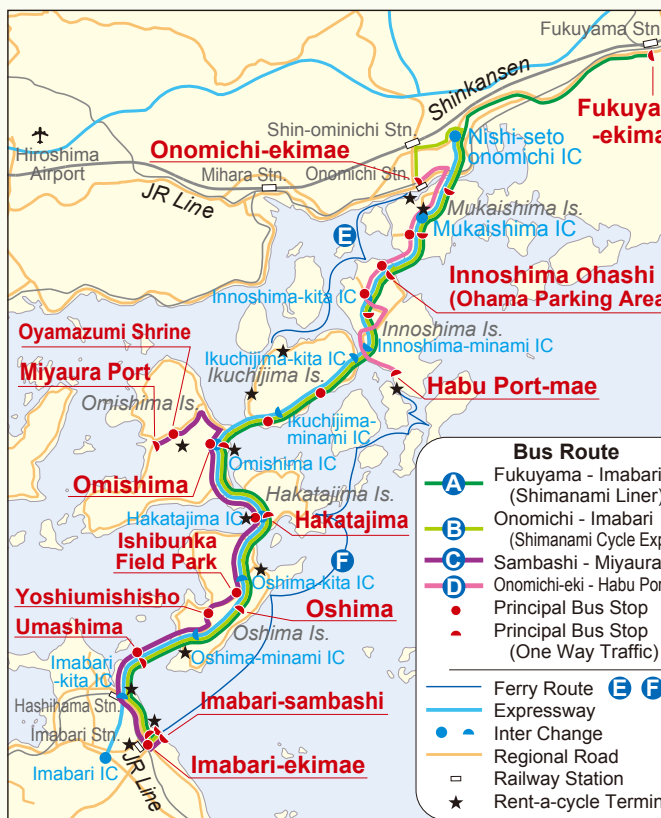 Fukuyama Stn.
Shinkansen
Fukuya
-ekima
Shin-ominichi Stn.
Nishi-seto
onomichi IC
Hiroshima
Airport
Onomichi-ekimae
Mihara Stn.
Onomichi Stn.
JR Line
Mukaishima Is.
Mukaishima IC
E
Innoshima Ohashi
(Ohama Parking Area
Innoshima-kita IC
Innoshima Is.
Innoshima-minami IC
Oyamazumi Shrine
Ikuchijima-kita IC
Miyaura Port
Ikuchijima Is.
Habu Port-mae
Omishima Is.
Ikuchijima-
minami IC
Omishima IC
Omishima
Hakatajima Is.
Hakatajima IC
Hakatajima
Ishibunka
Field Park
F
Oshima-kita IC
Yoshiumishisho
Oshima
Umashima
Oshima Is.
Oshima-minami IC
Imabari
-kita IC
Hashihama Stn.
Imabari-sambashi
Imabari Stn.
Imabari-ekimae
Imabari IC
JR Line
Bus Route
A Fukuyama - Imabari
(Shimanami Liner)
B Onomichi - Imabari
(Shimanami Cycle Exp
C Sambashi - Miyaura
D Onomichi-eki - Habu Por
Principal Bus Stop
Principal Bus Stop
(One Way Traffic)
Ferry Route E F
Expressway
Inter Change
Regional Road
Railway Station
Rent-a-cycle Termin